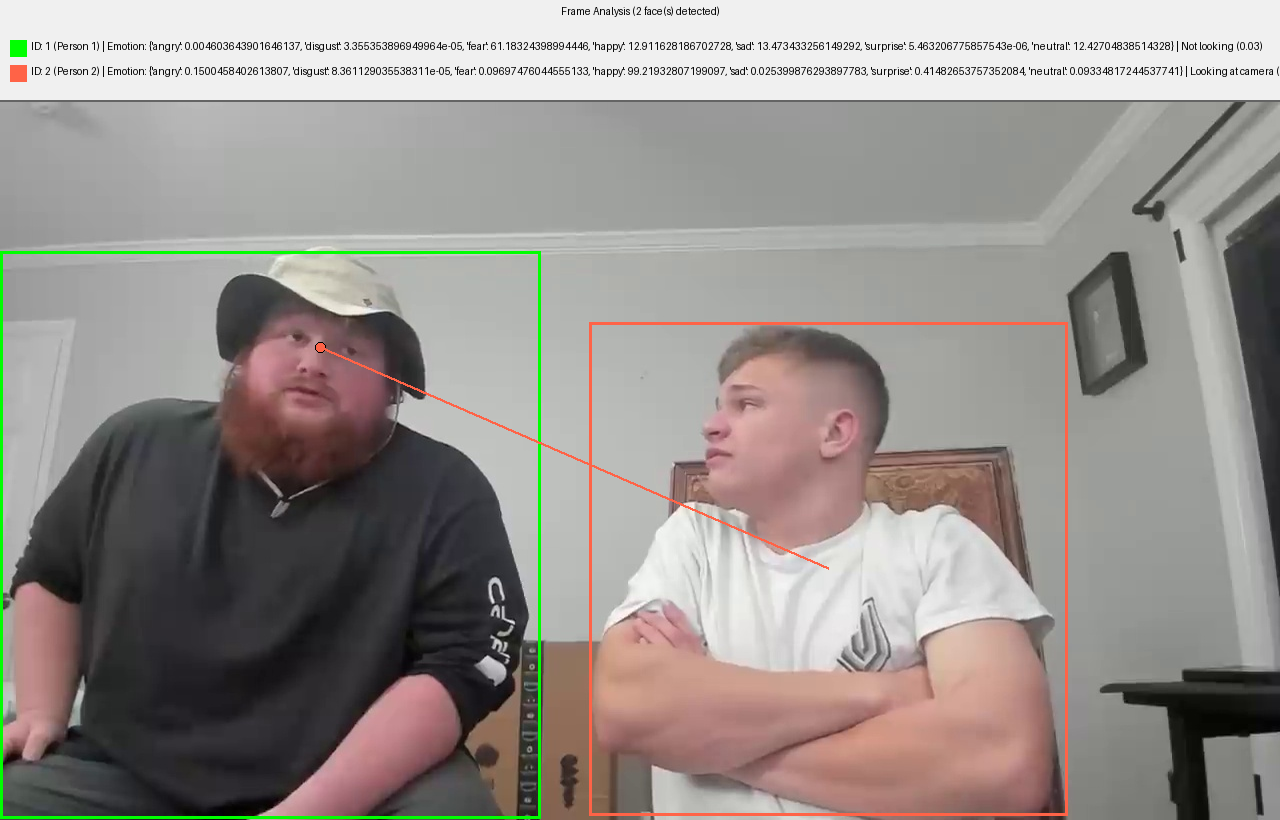 Frame Analysis (2 face(s) detected)
ID: 1 (Person 1) | Emotion: {'angry': 0.004603643901646137, 'disgust': 3.355353896949964e-05, 'fear': 61.18324398994446, 'happy': 12.911628186702728, 'sad': 13.473433256149292, 'surprise': 5.463206775857543e-06, 'neutral': 12.42704838514328} | Not looking (0.03)
ID: 2 (Person 2) | Emotion: {'angry': 0.1500458402613807, 'disgust': 8.361129035538311e-05, 'fear': 0.09697476044555133, 'happy': 99.21932807199097, 'sad': 0.025399876293897783, 'surprise': 0.41482653757352084, 'neutral': 0.09334817244537741} | Looking at camera (